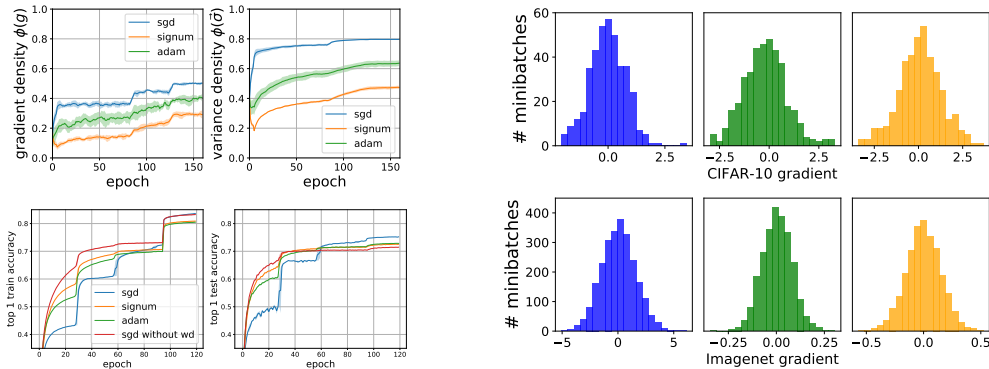 gradient density ϕ(g)
1.0
0.8
0.6
0.4
0.2
0.0
sgd
signum
adam
0 50 100 150
epoch
variance density ϕ(σ⃗)
1.0
0.8
0.6
0.4
0.2
0.0
sgd
signum
adam
0 50 100 150
epoch
# minibatches
60
40
20
0
0.0 2.5
−2.5 0.0 2.5
−2.5 0.0 2.5
CIFAR-10 gradient
top 1 train accuracy
0.8
0.7
0.6
0.5
0.4
sgd
signum
adam
sgd without wd
0 20 40 60 80 100 120
epoch
top 1 test accuracy
0.8
0.7
0.6
0.5
0.4
0 20 40 60 80 100 120
epoch
# minibatches
400
300
200
100
0
−5 0 5
−0.25 0.00 0.25
−0.5 0.0 0.5
Imagenet gradient